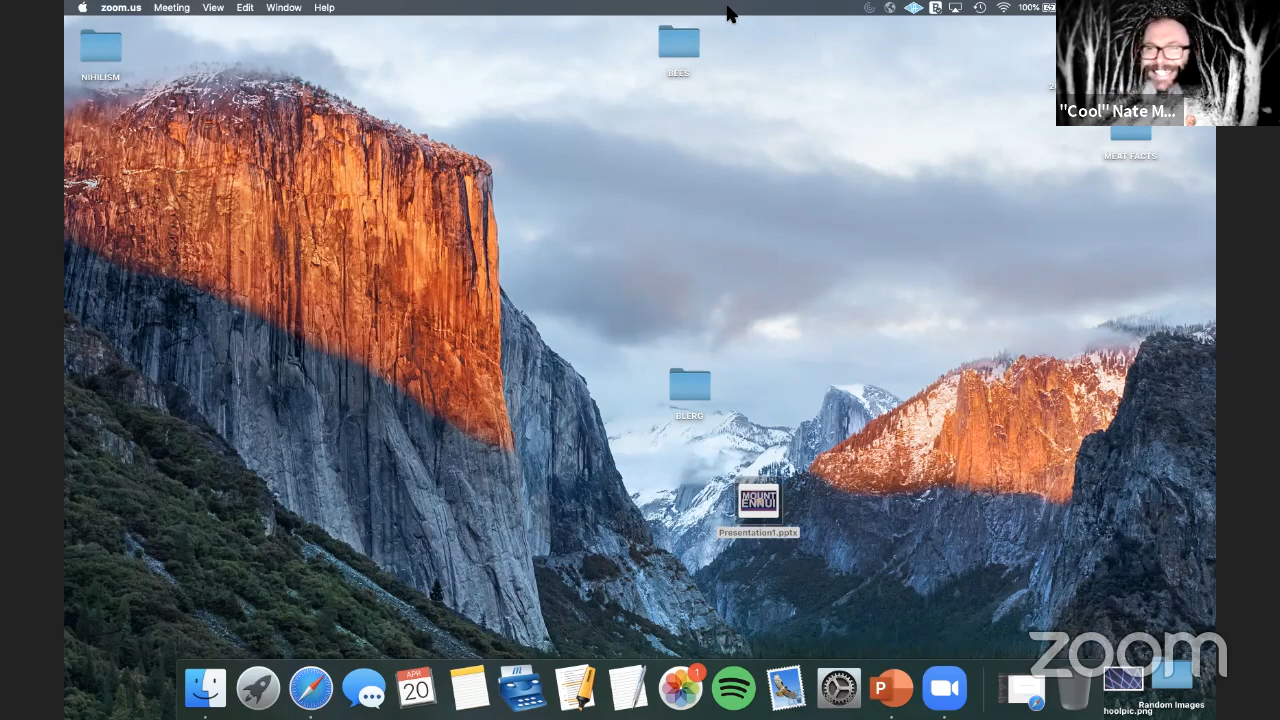 zoom.us Meeting View Edit Window Help
100%
NIHILISM
BEES
"Cool" Nate M...
MEAT FACTS
BLERG
MOUNT
ENNUI
Presentation1.pptx
zoom
APR
20
1
P
hoolpic.png
Random Images